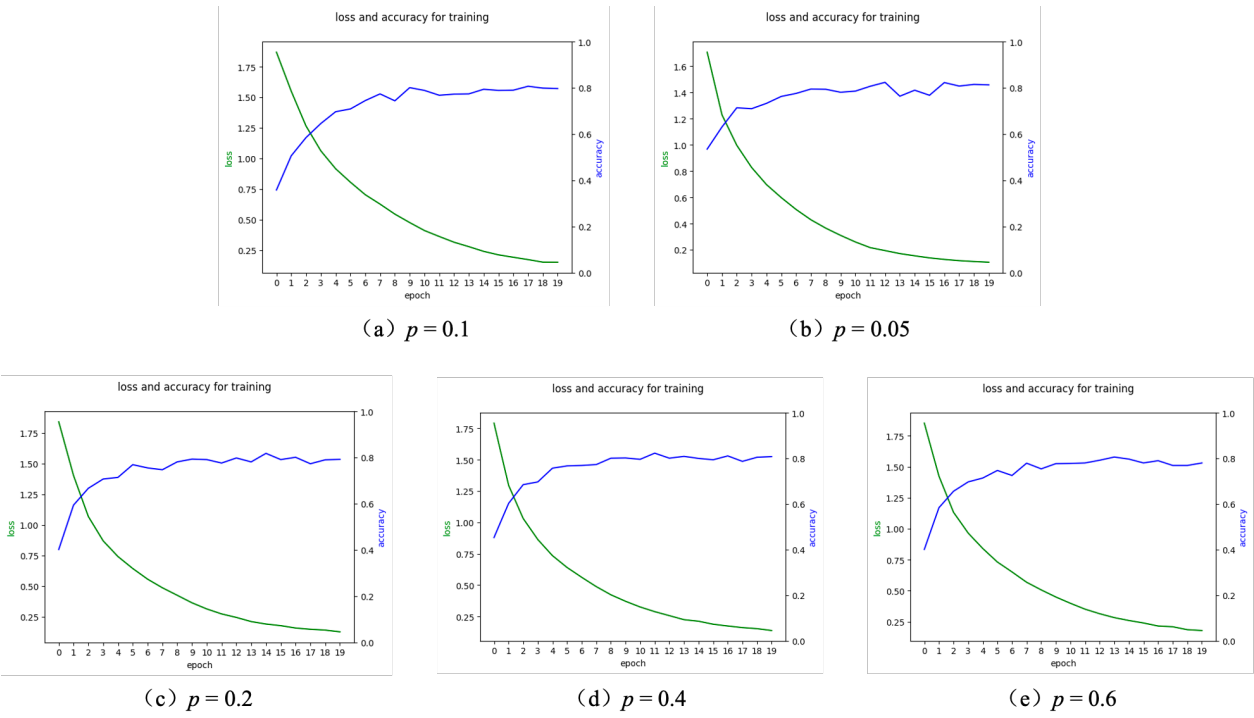 loss and accuracy for training
1.75
1.50
1.25
1.00
0.75
0.50
0.25
loss
1.0
0.8
0.6
0.4
0.2
0.0
accuracy
0 1 2 3 4 5 6 7 8 9 10 11 12 13 14 15 16 17 18 19
epoch
（a）p = 0.1
loss and accuracy for training
1.6
1.4
1.2
1.0
0.8
0.6
0.4
0.2
loss
1.0
0.8
0.6
0.4
0.2
0.0
accuracy
0 1 2 3 4 5 6 7 8 9 10 11 12 13 14 15 16 17 18 19
epoch
（b）p = 0.05
loss and accuracy for training
1.75
1.50
1.25
1.00
0.75
0.50
0.25
loss
1.0
0.8
0.6
0.4
0.2
0.0
accuracy
0 1 2 3 4 5 6 7 8 9 10 11 12 13 14 15 16 17 18 19
epoch
（c）p = 0.2
loss and accuracy for training
1.75
1.50
1.25
1.00
0.75
0.50
0.25
loss
1.0
0.8
0.6
0.4
0.2
0.0
accuracy
0 1 2 3 4 5 6 7 8 9 10 11 12 13 14 15 16 17 18 19
epoch
（d）p = 0.4
loss and accuracy for training
1.75
1.50
1.25
1.00
0.75
0.50
0.25
loss
1.0
0.8
0.6
0.4
0.2
0.0
accuracy
0 1 2 3 4 5 6 7 8 9 10 11 12 13 14 15 16 17 18 19
epoch
（e）p = 0.6